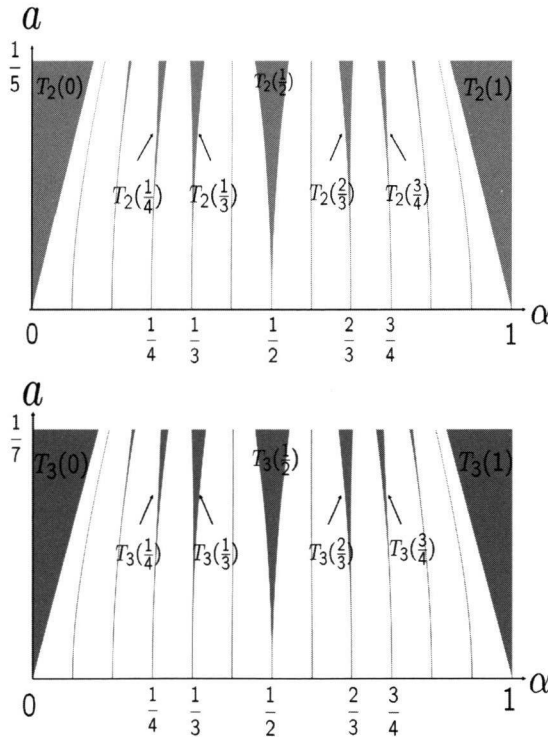 a
1/5
T₂(0) T₂(1/2) T₂(1)
T₂(1/4) T₂(1/3) T₂(2/3) T₂(3/4)
0 1/4 1/3 1/2 2/3 3/4 1 α
a
1/7
T₃(0) T₃(1/2) T₃(1)
T₃(1/4) T₃(1/3) T₃(2/3) T₃(3/4)
0 1/4 1/3 1/2 2/3 3/4 1 α